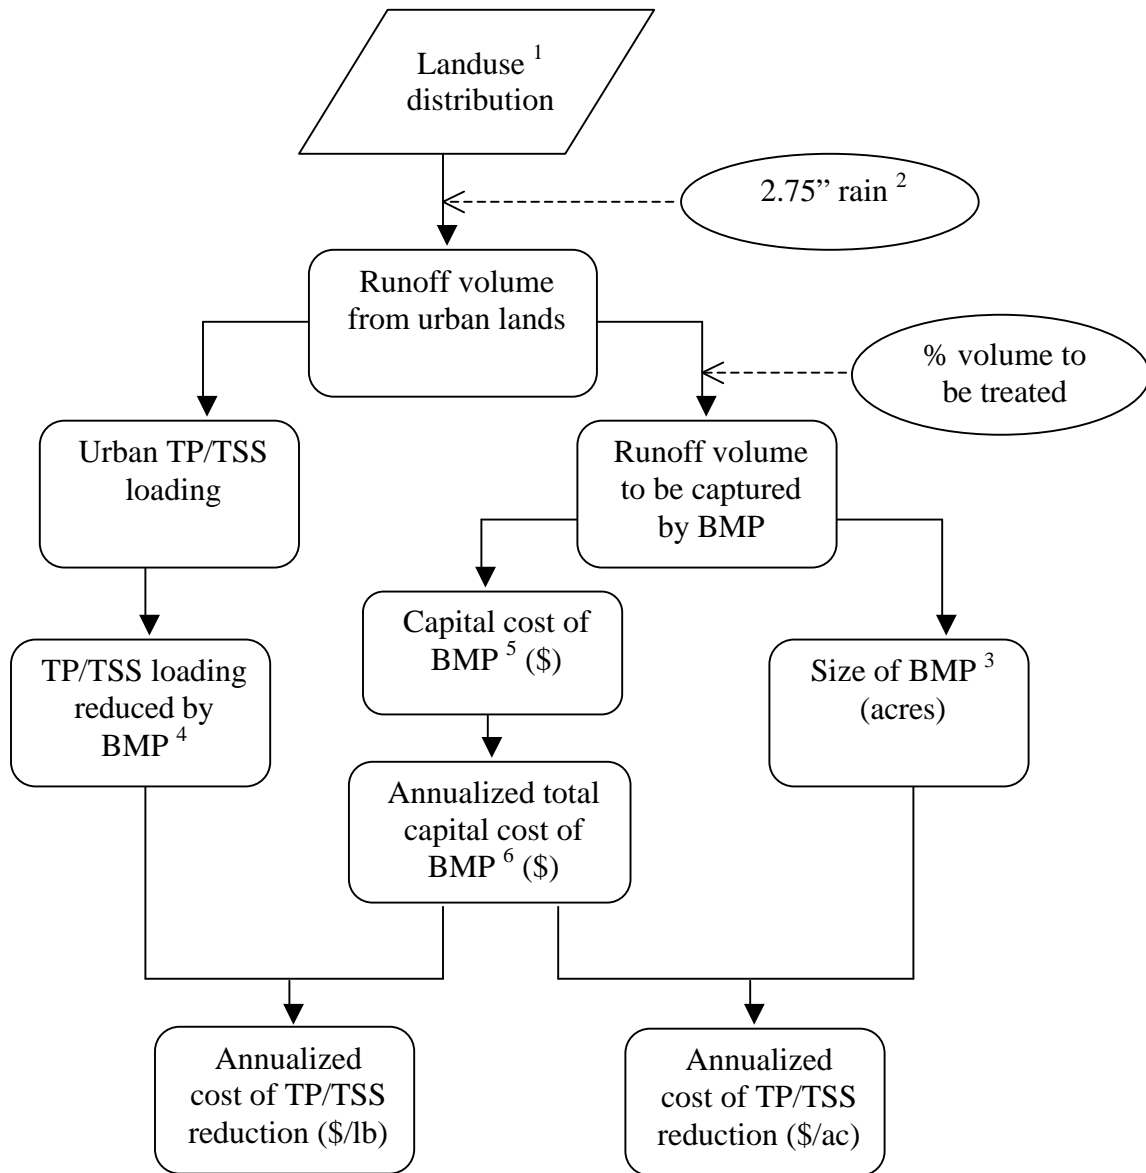 Landuse 1
distribution
2.75” rain 2
Runoff volume
from urban lands
% volume to
be treated
Urban TP/TSS
loading
Runoff volume
to be captured
by BMP
TP/TSS loading
reduced by
BMP 4
Capital cost of
BMP 5 ($)
Size of BMP 3
(acres)
Annualized total
capital cost of
BMP 6 ($)
Annualized
cost of TP/TSS
reduction ($/lb)
Annualized
cost of TP/TSS
reduction ($/ac)